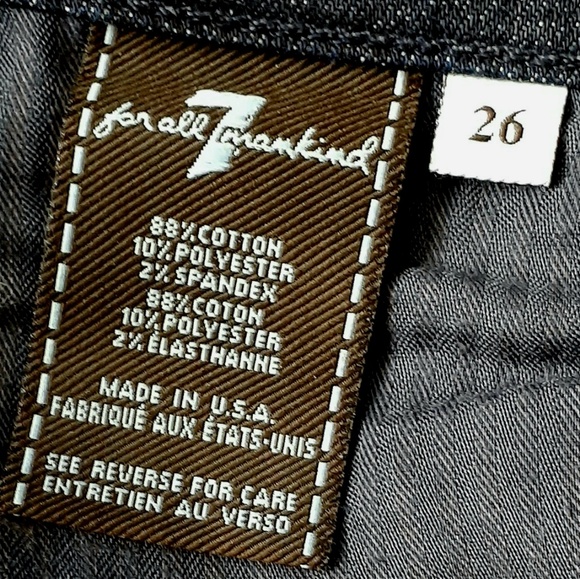 for all 7 mankind
26
88% COTTON
10% POLYESTER
2% SPANDEX
88% COTON
10% POLYESTER
2% ÉLASTHANNE
MADE IN U.S.A.
FABRIQUÉ AUX ÉTATS-UNIS
SEE REVERSE FOR CARE
ENTRETIEN AU VERSO